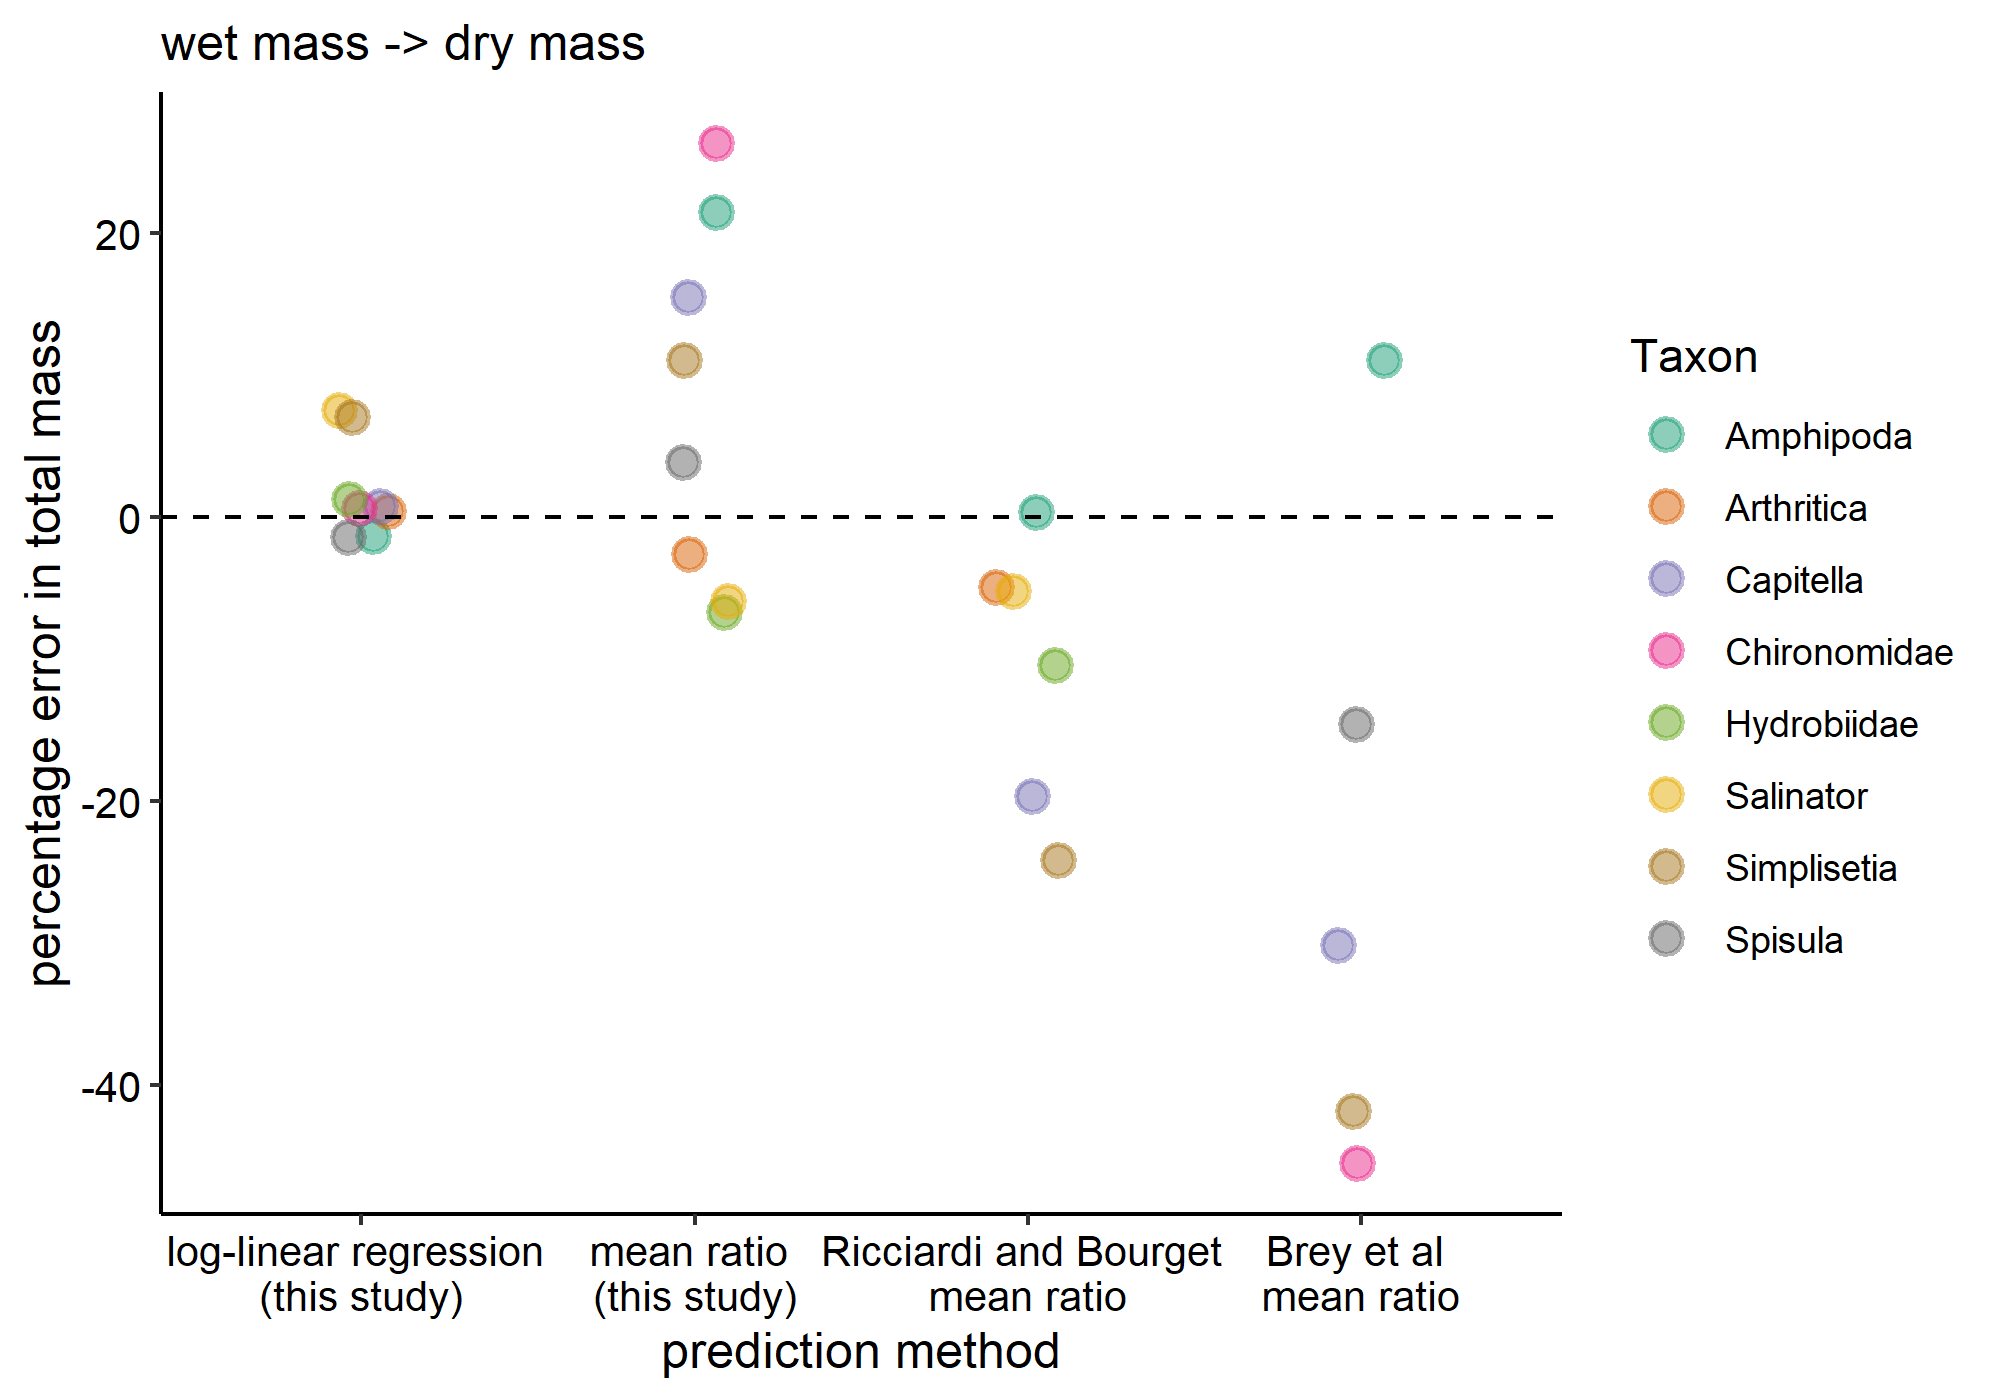 wet mass -> dry mass
percentage error in total mass
20
0
-20
-40
log-linear regression
(this study)
mean ratio
(this study)
Ricciardi and Bourget
mean ratio
Brey et al
mean ratio
prediction method
Taxon
Amphipoda
Arthritica
Capitella
Chironomidae
Hydrobiidae
Salinator
Simplisetia
Spisula